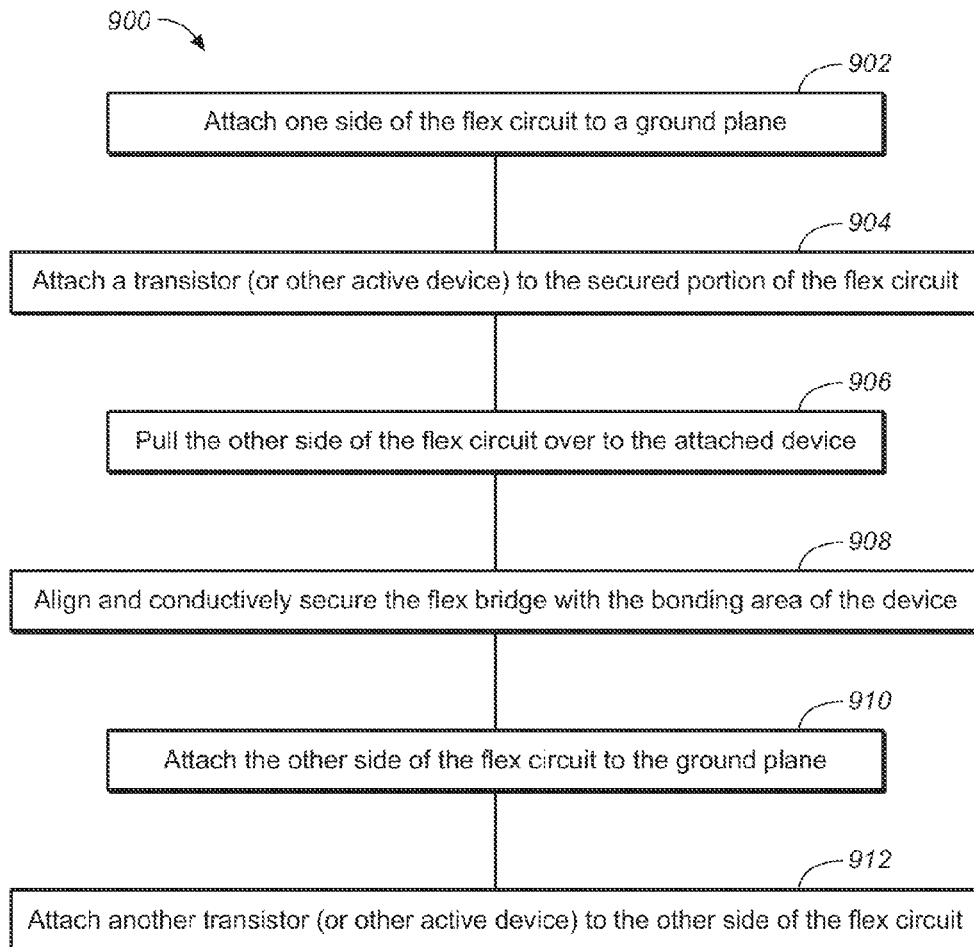 900
902
Attach one side of the flex circuit to a ground plane
904
Attach a transistor (or other active device) to the secured portion of the flex circuit
906
Pull the other side of the flex circuit over to the attached device
908
Align and conductively secure the flex bridge with the bonding area of the device
910
Attach the other side of the flex circuit to the ground plane
912
Attach another transistor (or other active device) to the other side of the flex circuit